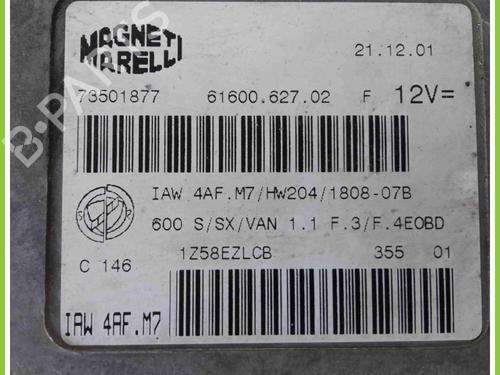 MAGNETI
MARELLI
21.12.01
73501877 61600.627.02 F 12V=
IAW 4AF.M7/HW204/1808-07B
600 S/SX/VAN 1.1 F.3/F.4EOBD
1Z58EZLCB 355 01
C 146
IAW 4AF.M7
B-PARTS